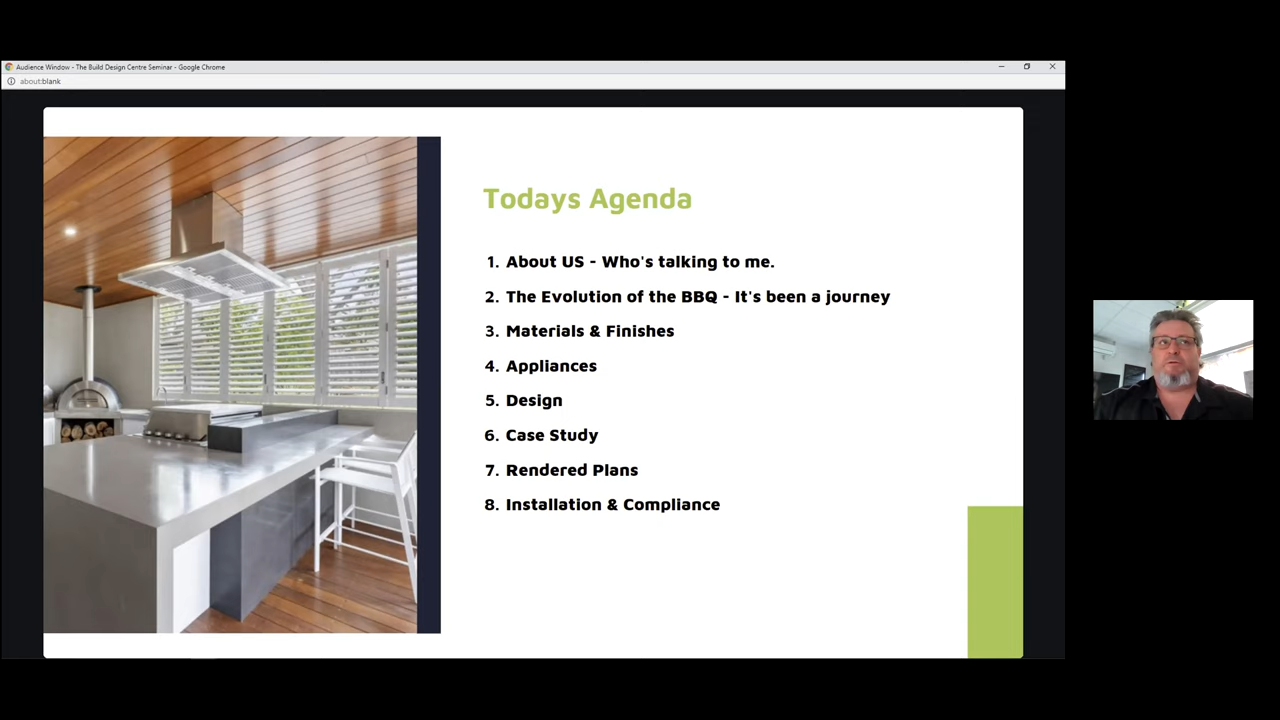 Audience Window - The Build Design Centre Seminar - Google Chrome
about:blank
Todays Agenda
1. About US - Who's talking to me.
2. The Evolution of the BBQ - It's been a journey
3. Materials & Finishes
4. Appliances
5. Design
6. Case Study
7. Rendered Plans
8. Installation & Compliance